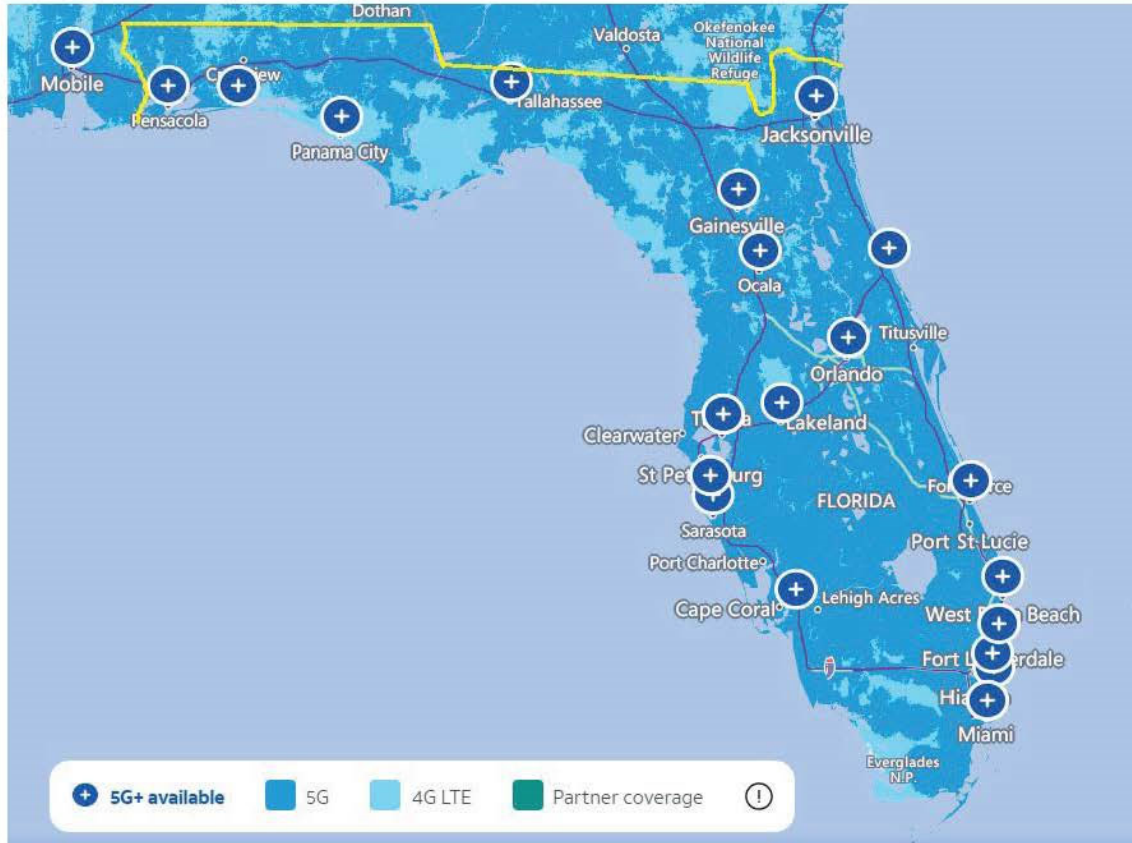 Dothan
Valdosta
Okefenokee
National
Wildlife
Refuge
Mobile
Pensacola
Tallahassee
Panama City
Jacksonville
Gainesville
Ocala
Titusville
Orlando
Lakeland
Clearwater
FLORIDA
Sarasota
Port St Lucie
Port Charlotte
Cape Coral
Lehigh Acres
Miami
Everglades
N.P.
5G+ available
5G
4G LTE
Partner coverage